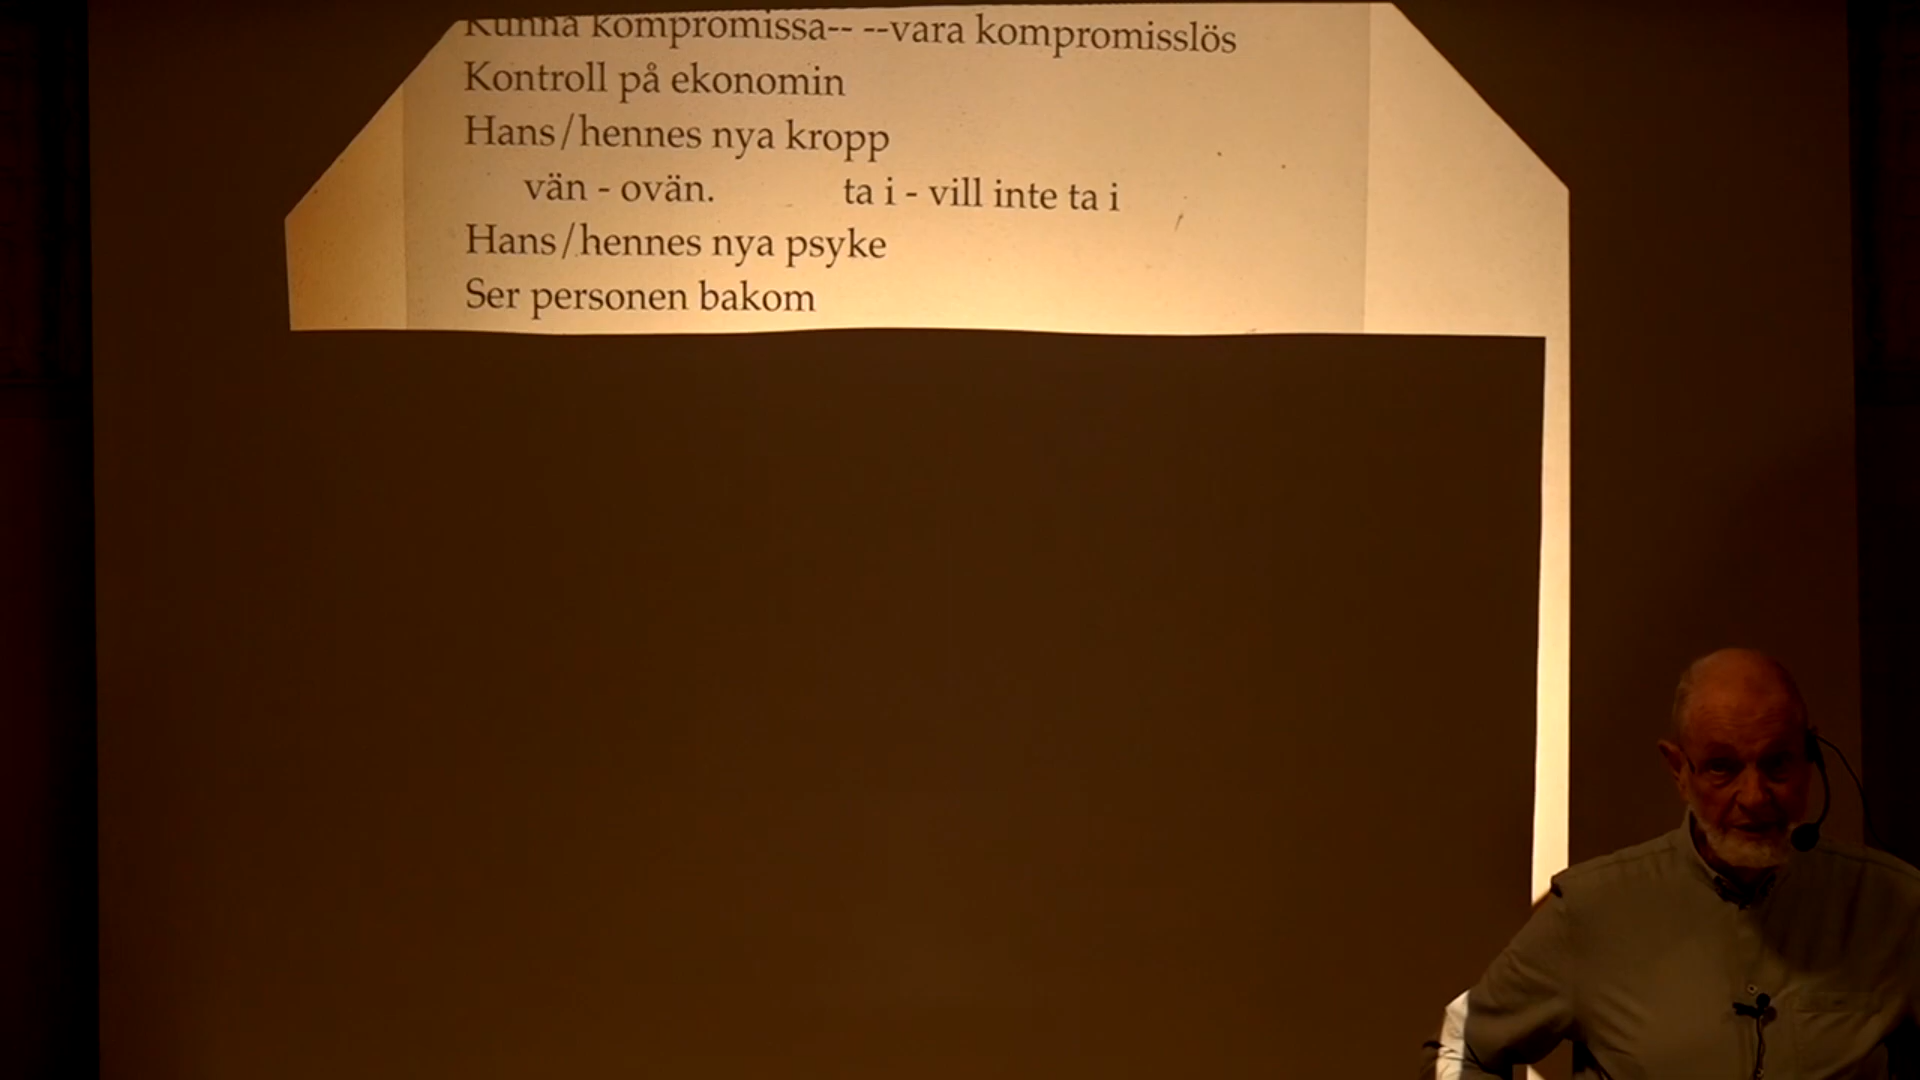 Kunna kompromissa-- --vara kompromisslös
Kontroll på ekonomin
Hans/hennes nya kropp
vän - ovän. ta i - vill inte ta i
Hans/hennes nya psyke
Ser personen bakom